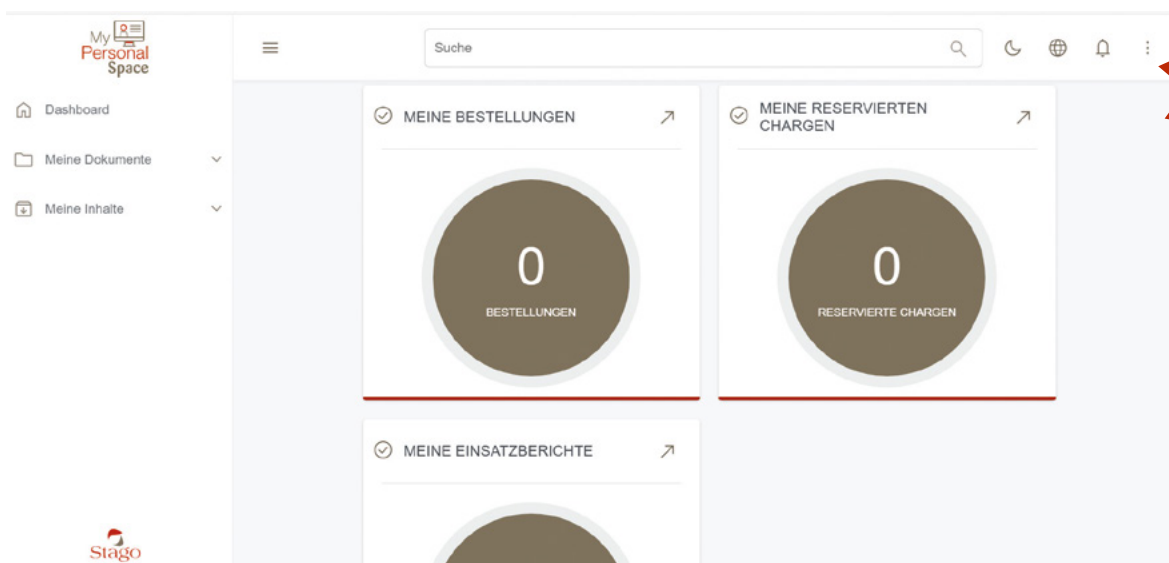 My
Personal
Space
Suche
Dashboard
Meine Dokumente
Meine Inhalte
MEINE BESTELLUNGEN
0
BESTELLUNGEN
MEINE RESERVIERTEN
CHARGEN
0
RESERVIERTE CHARGEN
MEINE EINSATZBERICHTE
Stago